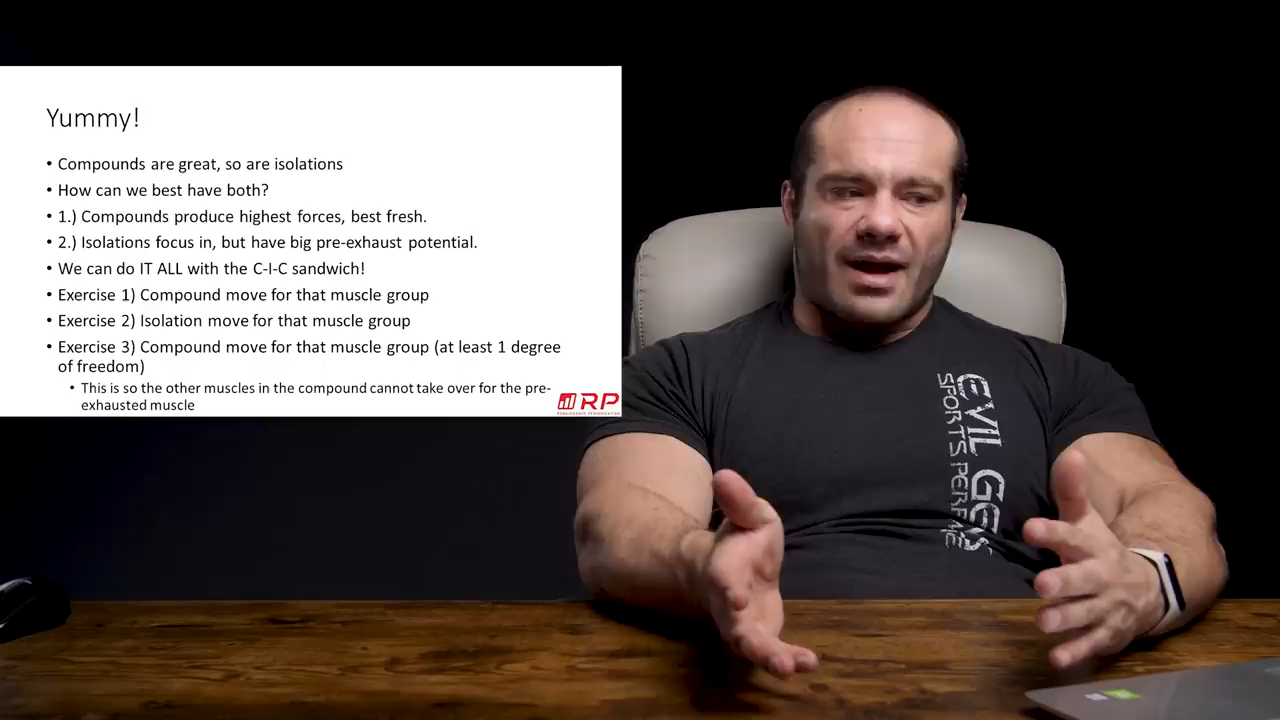 Yummy!
• Compounds are great, so are isolations
• How can we best have both?
• 1.) Compounds produce highest forces, best fresh.
• 2.) Isolations focus in, but have big pre-exhaust potential.
• We can do IT ALL with the C-I-C sandwich!
• Exercise 1) Compound move for that muscle group
• Exercise 2) Isolation move for that muscle group
• Exercise 3) Compound move for that muscle group (at least 1 degree
of freedom)
• This is so the other muscles in the compound cannot take over for the pre-
exhausted muscle
RP
RENAISSANCE PERIODIZATION
EVIL
SPORTS